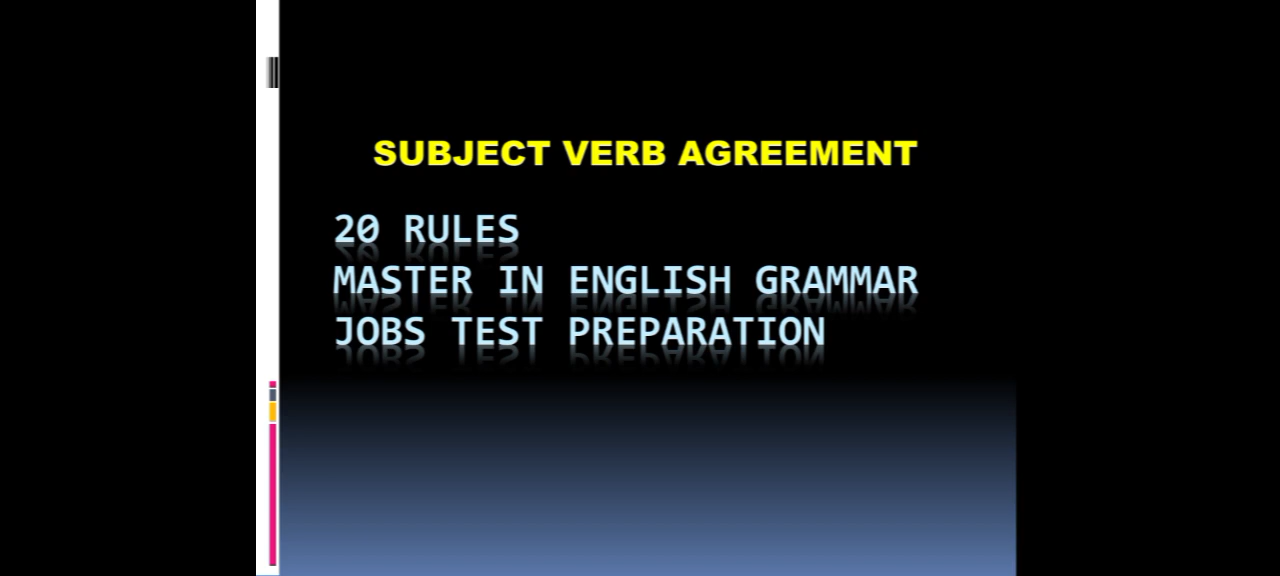 SUBJECT VERB AGREEMENT
20 RULES
MASTER IN ENGLISH GRAMMAR
JOBS TEST PREPARATION